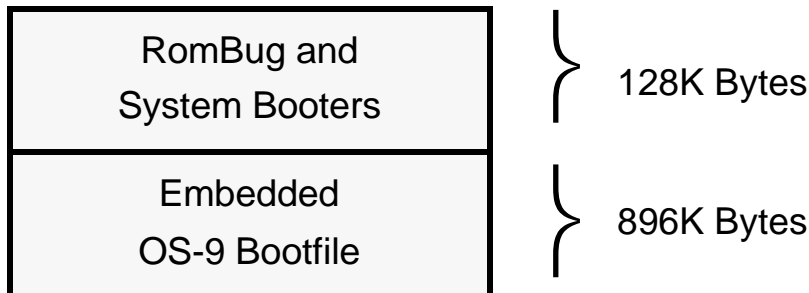 RomBug and
System Booters
128K Bytes
Embedded
OS-9 Bootfile
896K Bytes